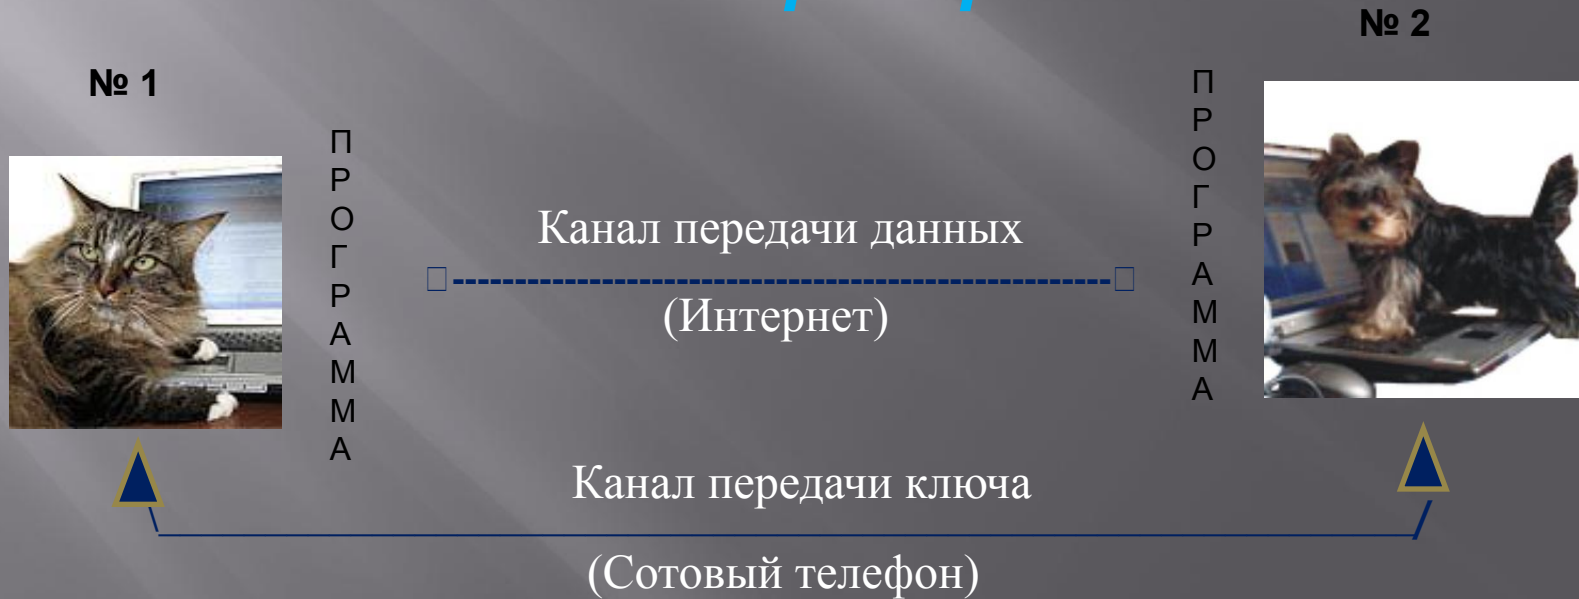 № 1
№ 2
ПРОГРАММА
ПРОГРАММА
Канал передачи данных
(Интернет)
Канал передачи ключа
(Сотовый телефон)